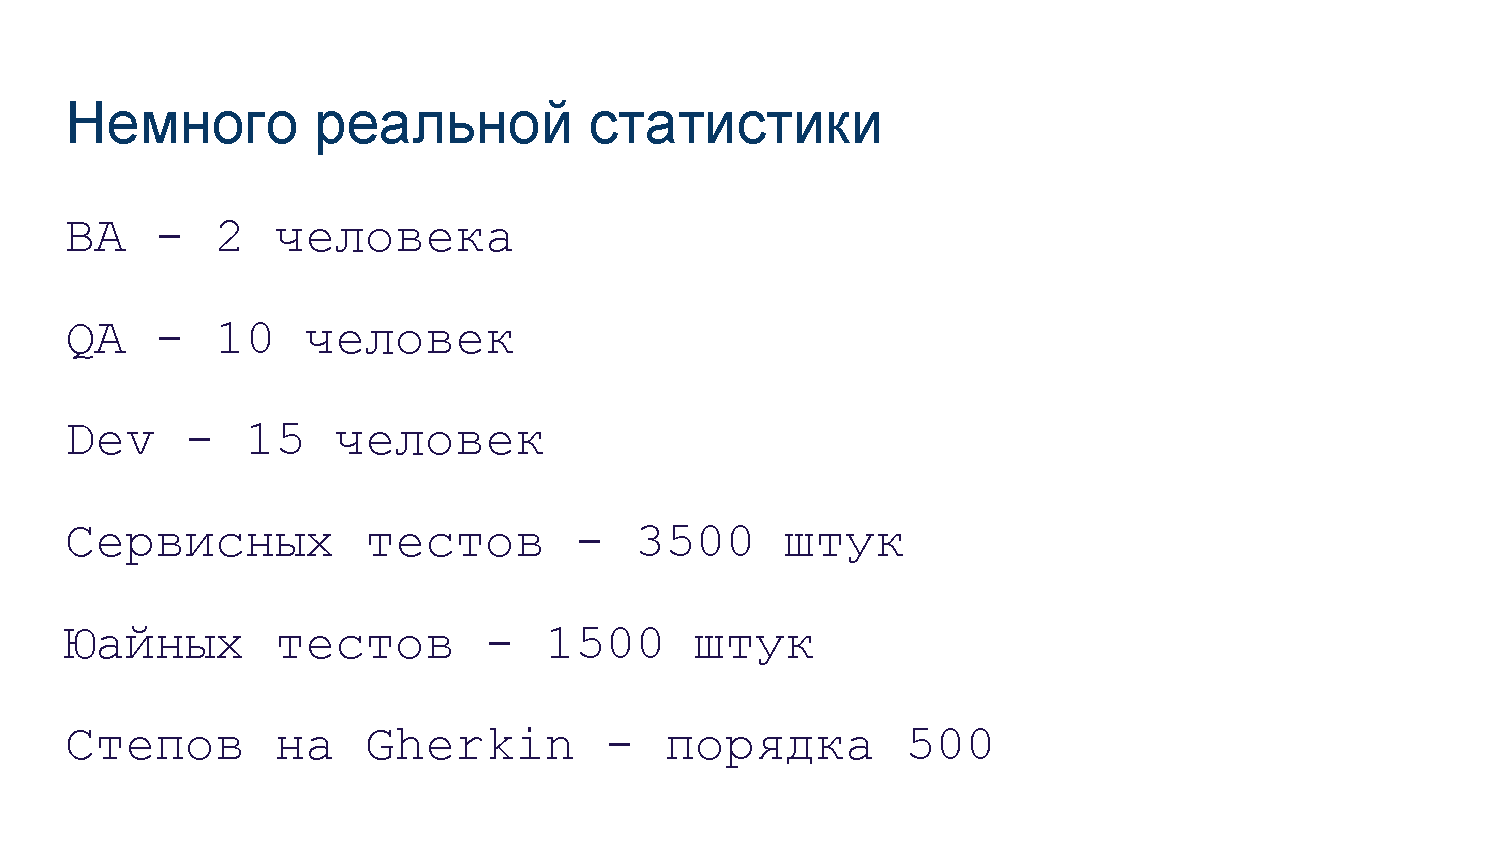 Немного реальной статистики
BA - 2 человека
QA - 10 человек
Dev - 15 человек
Сервисных тестов - 3500 штук
Юайных тестов - 1500 штук
Степов на Gherkin - порядка 500